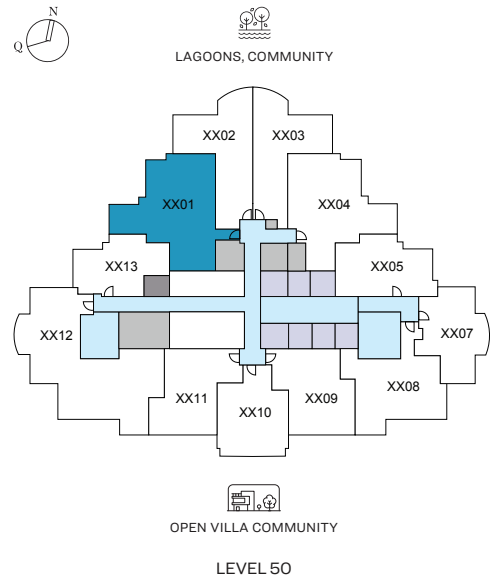 N
Q
LAGOONS, COMMUNITY
XX02
XX03
XX01
XX04
XX13
XX05
XX12
XX07
XX08
XX11
XX09
XX10
OPEN VILLA COMMUNITY
LEVEL 50